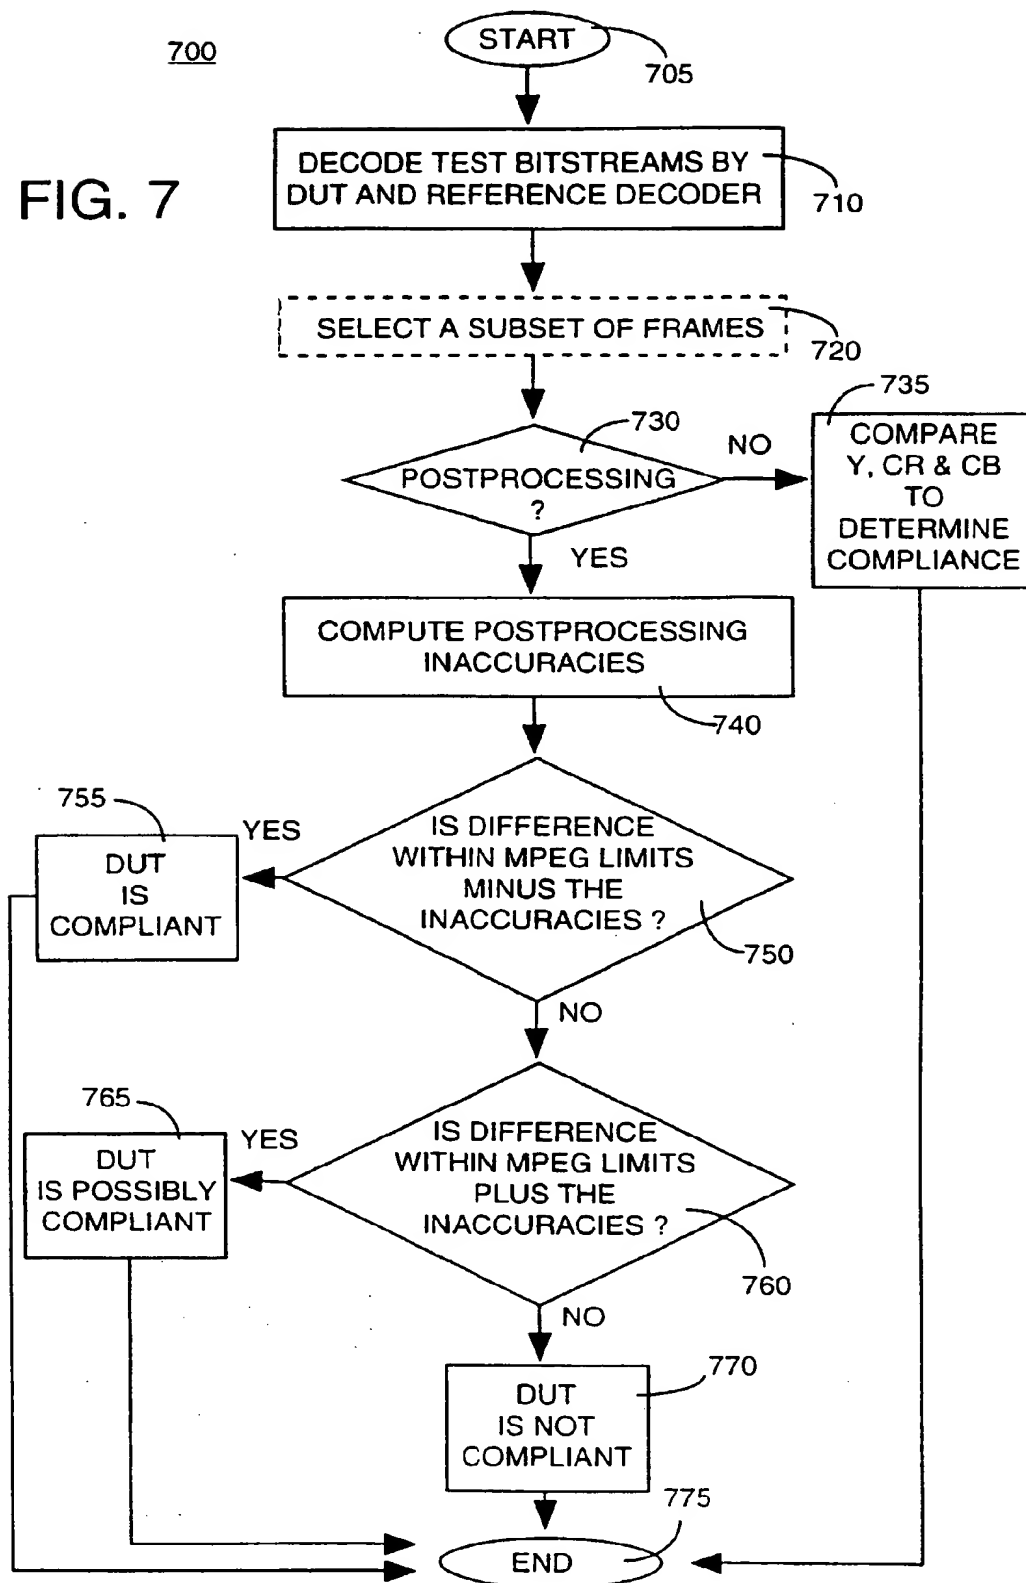 START
700
705
DECODE TEST BITSTREAMS BY
DUT AND REFERENCE DECODER
710
FIG. 7
SELECT A SUBSET OF FRAMES
720
735
730
NO
COMPARE
Y, CR & CB
TO
DETERMINE
COMPLIANCE
POSTPROCESSING
?
YES
COMPUTE POSTPROCESSING
INACCURACIES
740
755
YES
IS DIFFERENCE
WITHIN MPEG LIMITS
MINUS THE
INACCURACIES ?
DUT
IS
COMPLIANT
750
NO
765
YES
IS DIFFERENCE
WITHIN MPEG LIMITS
PLUS THE
INACCURACIES ?
DUT
IS POSSIBLY
COMPLIANT
760
NO
770
DUT
IS NOT
COMPLIANT
775
END